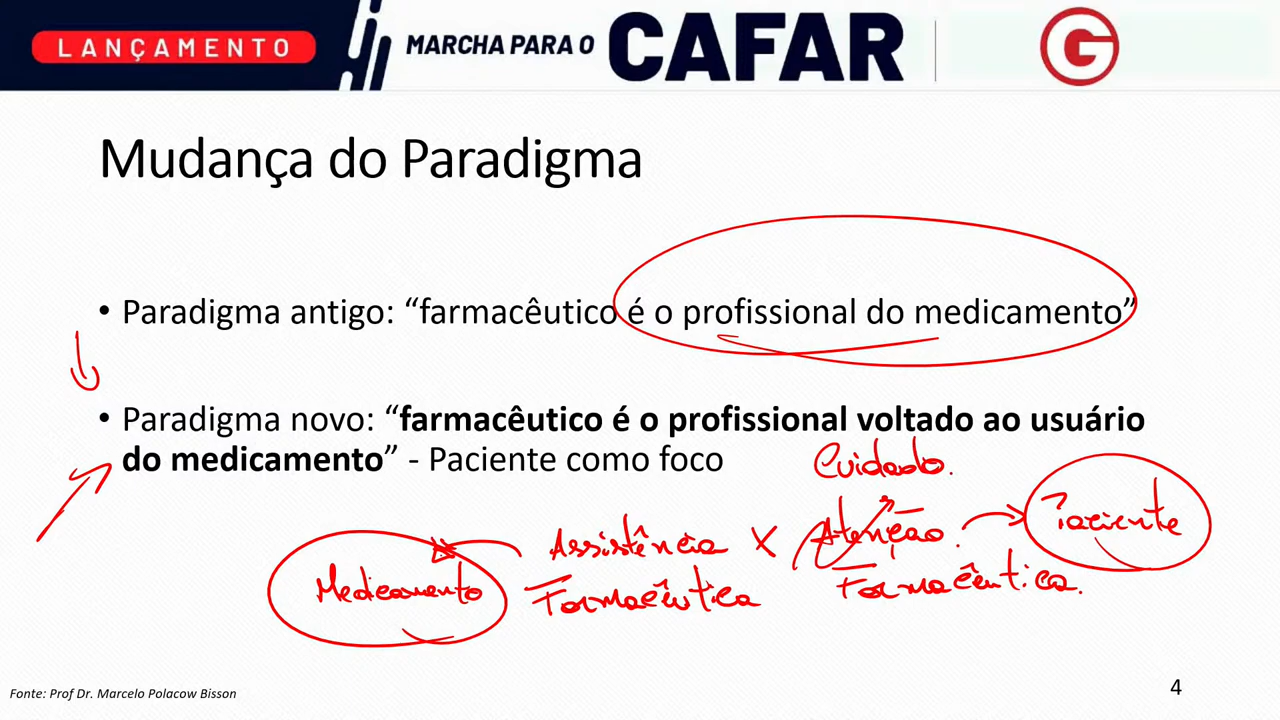 LANÇAMENTO
MARCHA PARA O CAFAR
G
Mudança do Paradigma
• Paradigma antigo: “farmacêutico é o profissional do medicamento”
• Paradigma novo: “farmacêutico é o profissional voltado ao usuário
do medicamento” - Paciente como foco
Cuidado.
Assistência X Atenção Paciente
Medicamento Farmacêutica Farmacêutica.
Fonte: Prof Dr. Marcelo Polacow Bisson
4